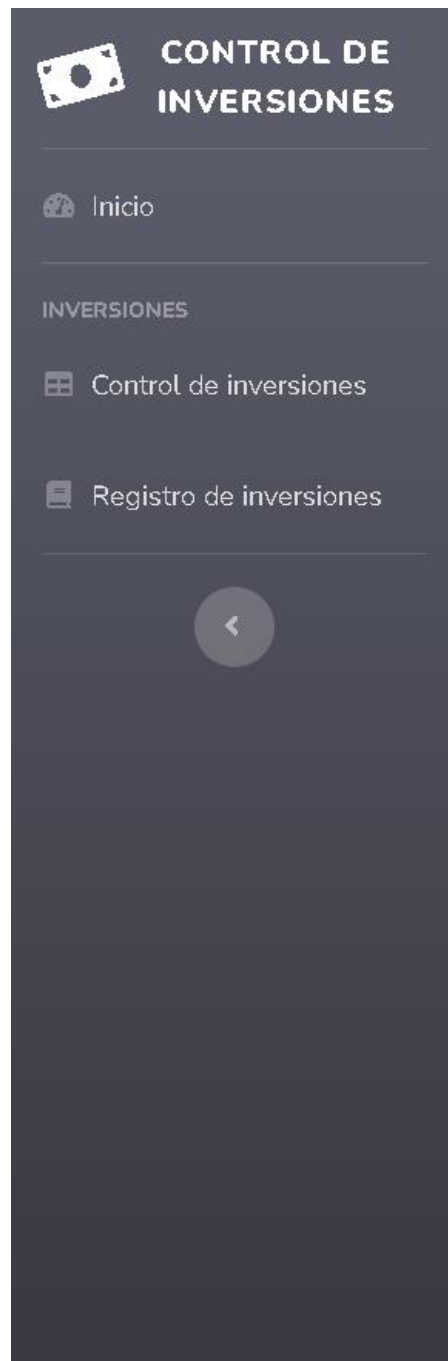 CONTROL DE
INVERSIONES
Inicio
INVERSIONES
Control de inversiones
Registro de inversiones